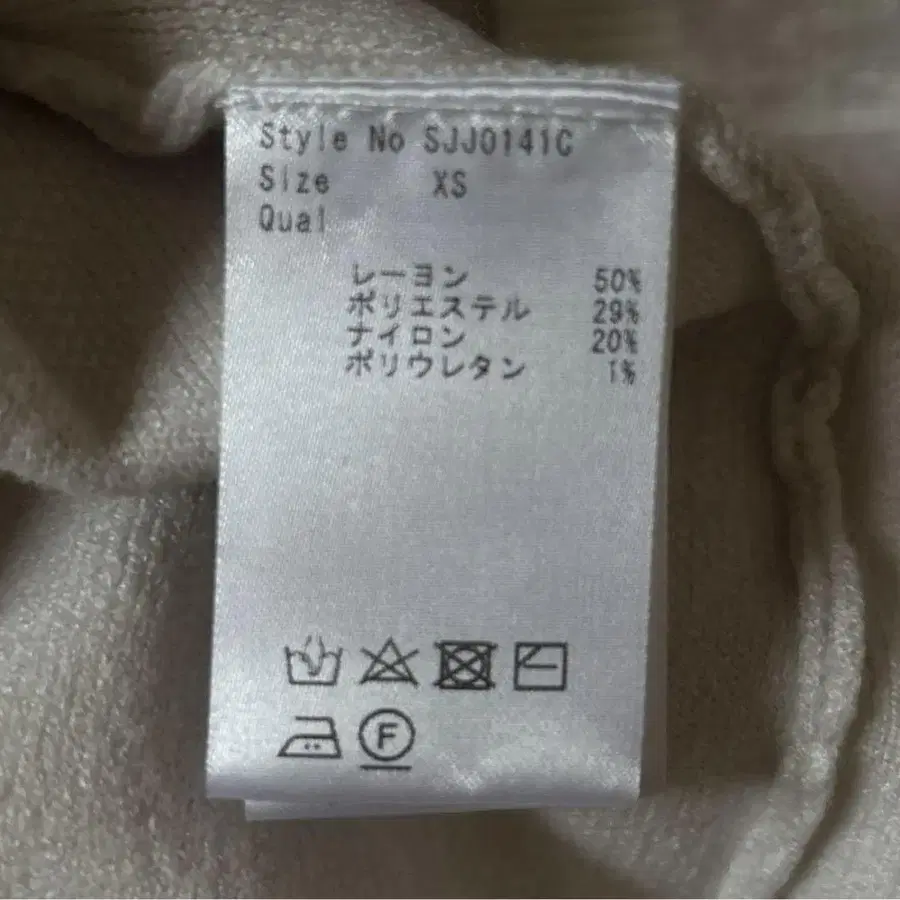 Style No SJJ0141C
Size XS
Qual
レーヨン 50%
ポリエステル 29%
ナイロン 20%
ポリウレタン 1%
F